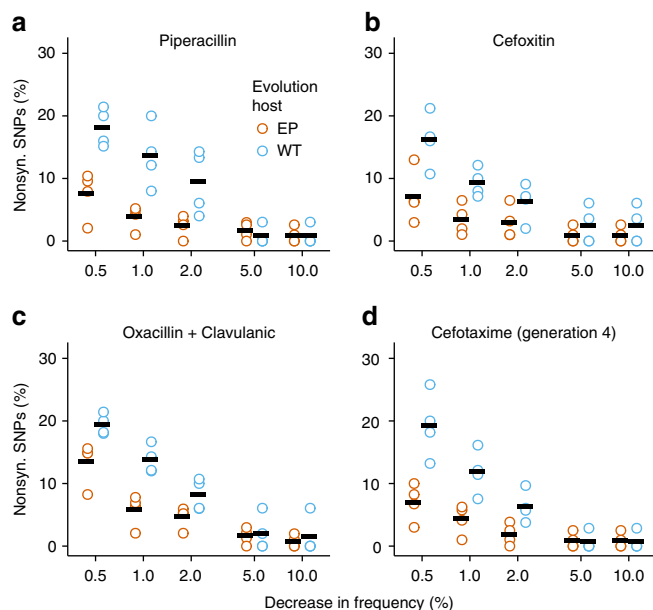 a
Piperacillin
b
Cefoxitin
Nonsyn. SNPs (%)
30
20
10
0
Evolution
host
EP
WT
0.5 1.0 2.0 5.0 10.0
30
20
10
0
0.5 1.0 2.0 5.0 10.0
c
Oxacillin + Clavulanic
d
Cefotaxime (generation 4)
Nonsyn. SNPs (%)
30
20
10
0
0.5 1.0 2.0 5.0 10.0
30
20
10
0
0.5 1.0 2.0 5.0 10.0
Decrease in frequency (%)